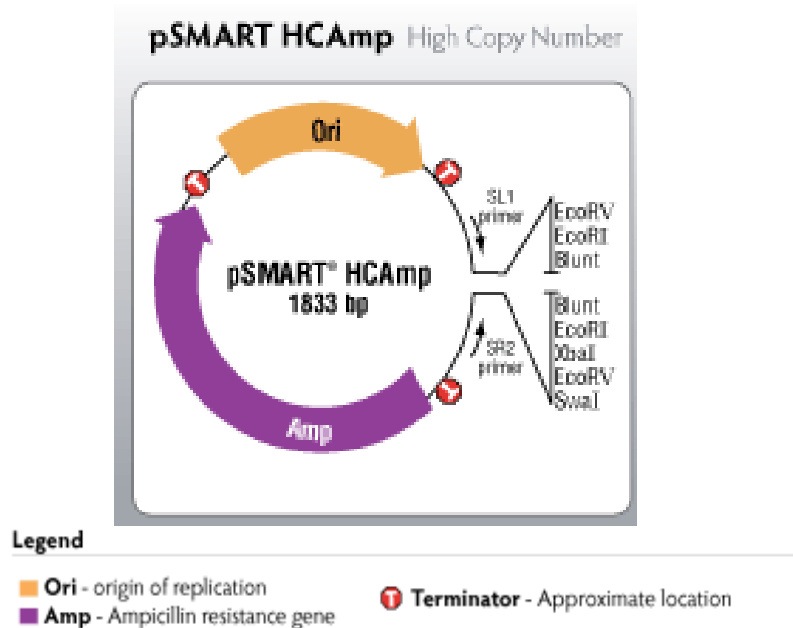 pSMART HCAmp High Copy Number
Ori
T
T
SL1
primer
EcoRV
EcoRI
Blunt
pSMART® HCAmp
1833 bp
Blunt
EcoRI
XbaI
EcoRV
SwaI
SR2
primer
T
Amp
Legend
Ori - origin of replication
Amp - Ampicillin resistance gene
T Terminator - Approximate location